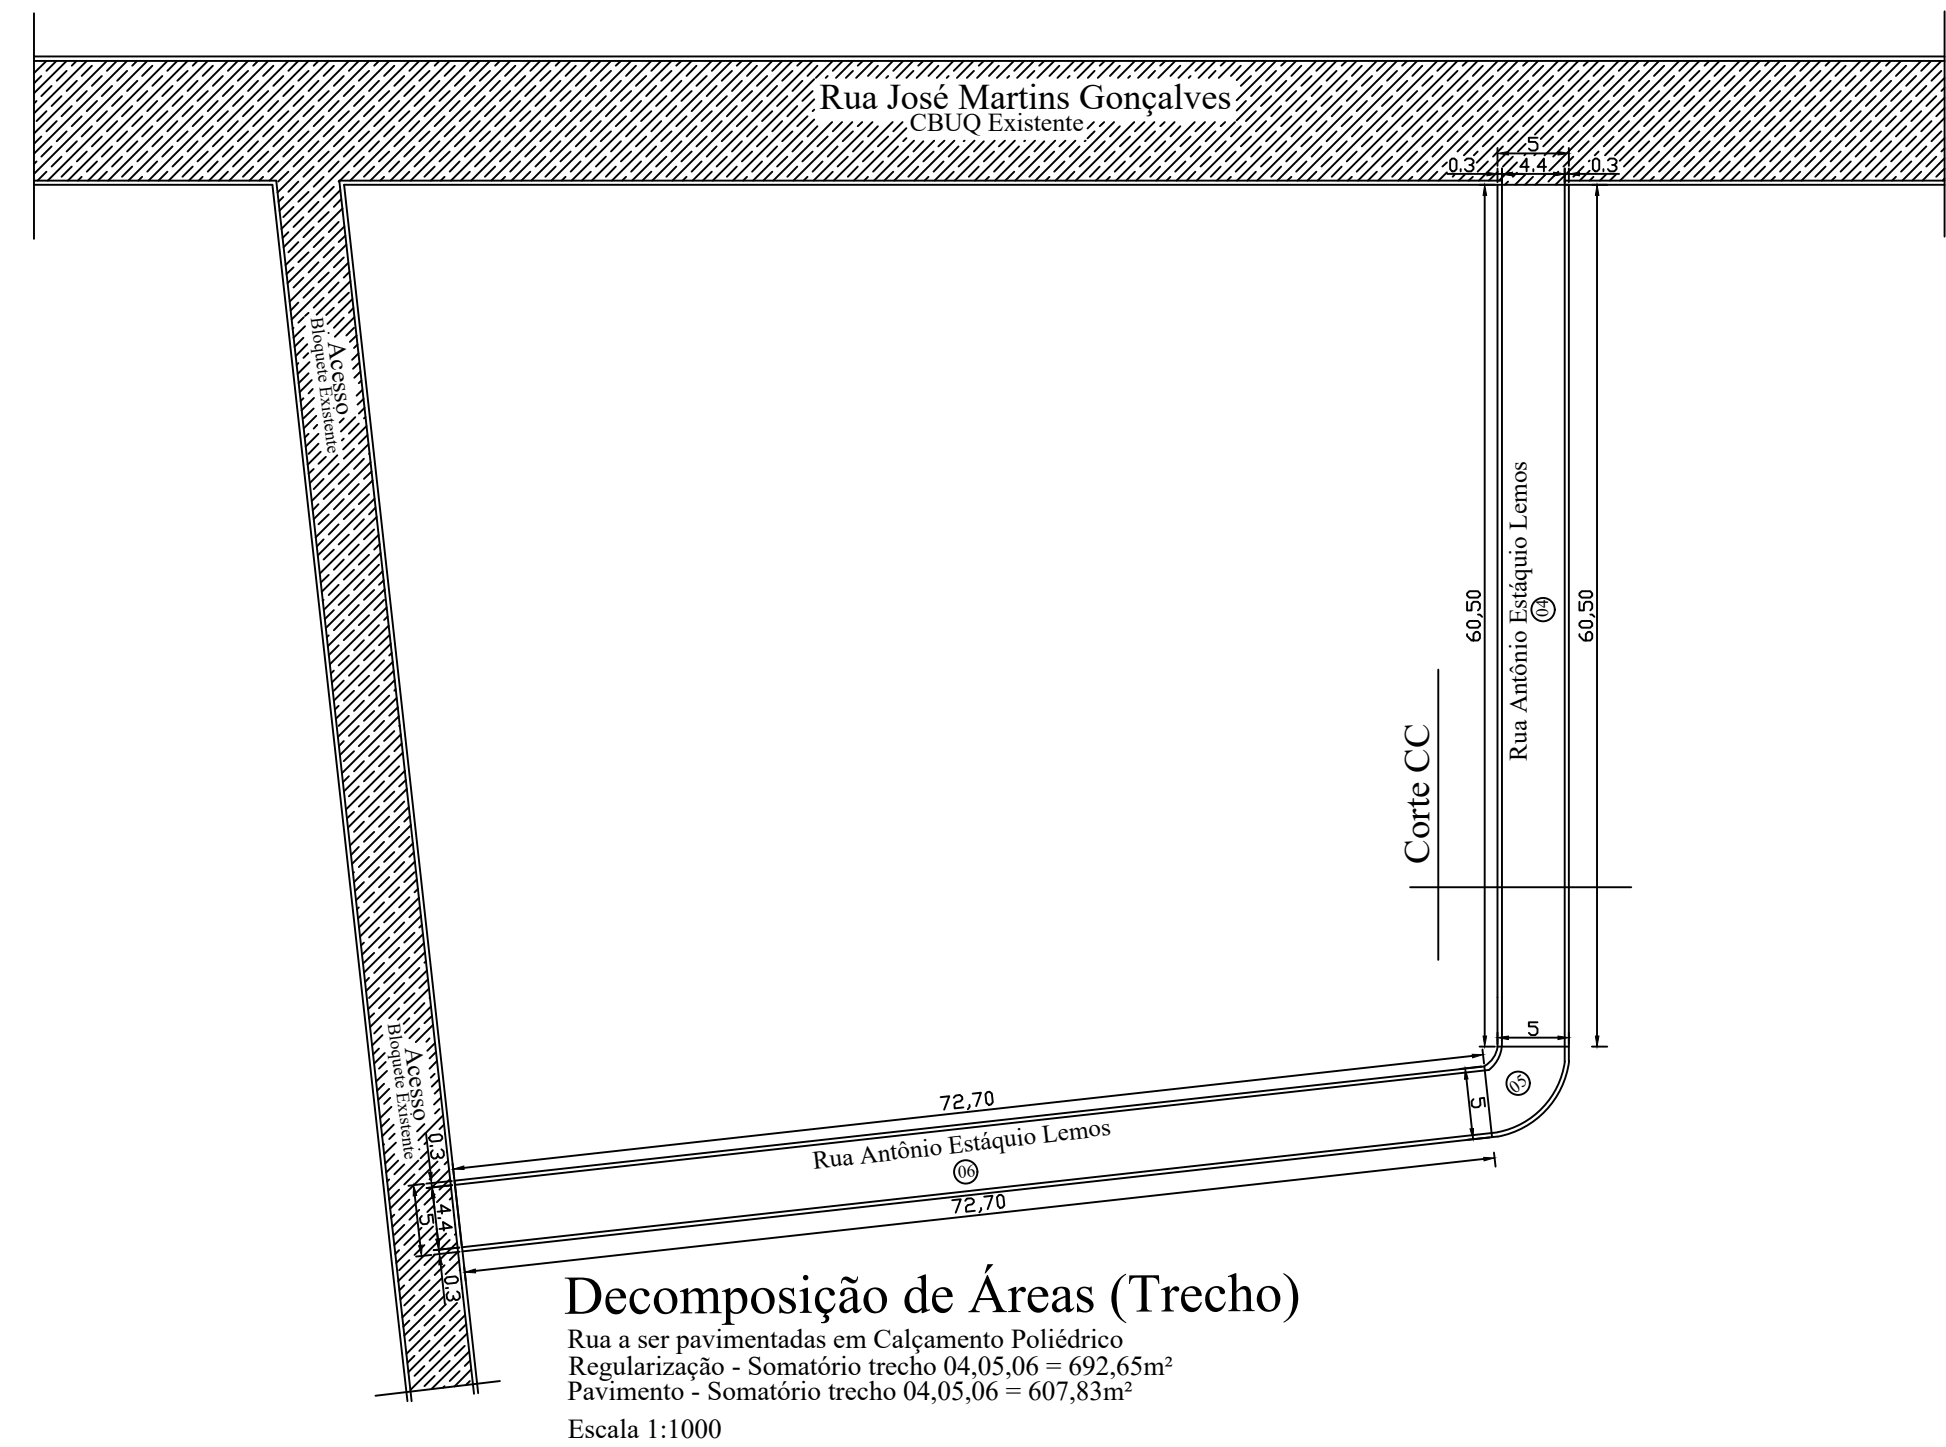 Rua José Martins Gonçalves
CBUQ Existente
5
0.3
4.4
0.3
Acesso
Bloquete Existente
60,50
Rua Antônio Estáquio Lemos
04
60,50
Corte CC
5
05
5
72,70
Rua Antônio Estáquio Lemos
06
72,70
Acesso
Bloquete Existente
0.3
4,4
5
0.3
Decomposição de Áreas (Trecho)
Rua a ser pavimentadas em Calçamento Poliédrico
Regularização - Somatório trecho 04,05,06 = 692,65m²
Pavimento - Somatório trecho 04,05,06 = 607,83m²
Escala 1:1000